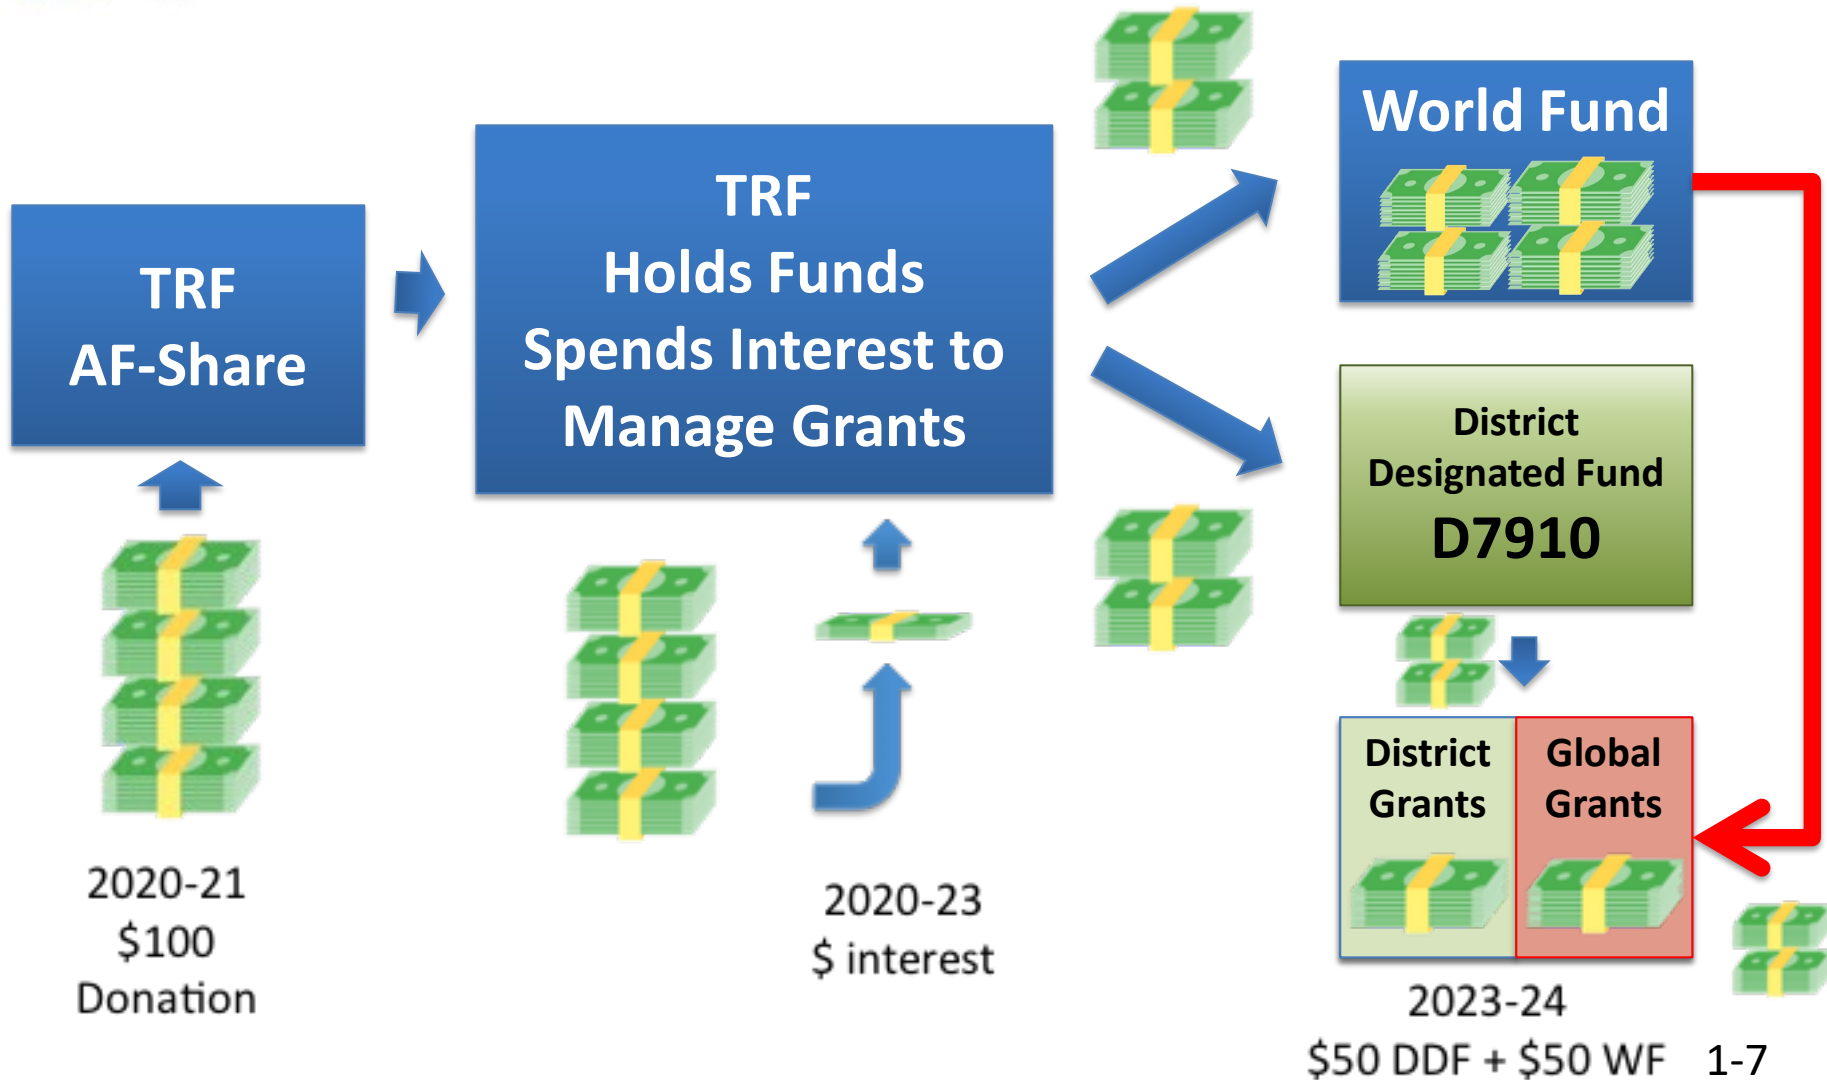 TRF
AF-Share
2020-21
$100
Donation
TRF
Holds Funds
Spends Interest to
Manage Grants
2020-23
$ interest
World Fund
District
Designated Fund
D7910
District
Grants
Global
Grants
2023-24
$50 DDF + $50 WF
1-7